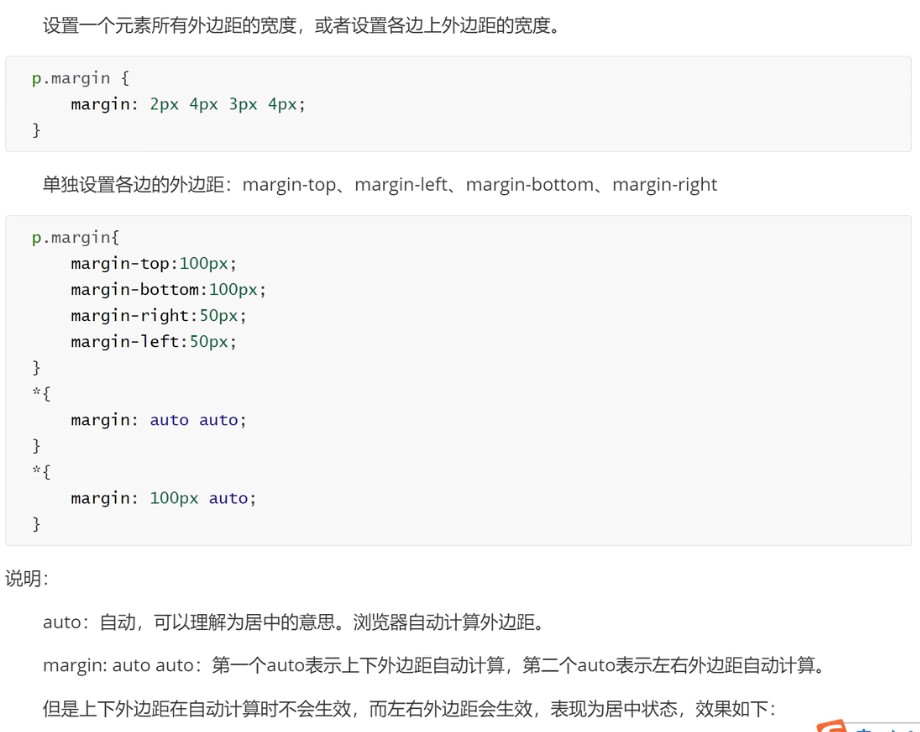 设置一个元素所有外边距的宽度，或者设置各边上外边距的宽度。
p.margin {
    margin: 2px 4px 3px 4px;
}
单独设置各边的外边距：margin-top、margin-left、margin-bottom、margin-right
p.margin{
    margin-top:100px;
    margin-bottom:100px;
    margin-right:50px;
    margin-left:50px;
}
*{
    margin: auto auto;
}
*{
    margin: 100px auto;
}
说明：
auto：自动，可以理解为居中的意思。浏览器自动计算外边距。
margin: auto auto：第一个auto表示上下外边距自动计算，第二个auto表示左右外边距自动计算。
但是上下外边距在自动计算时不会生效，而左右外边距会生效，表现为居中状态，效果如下：